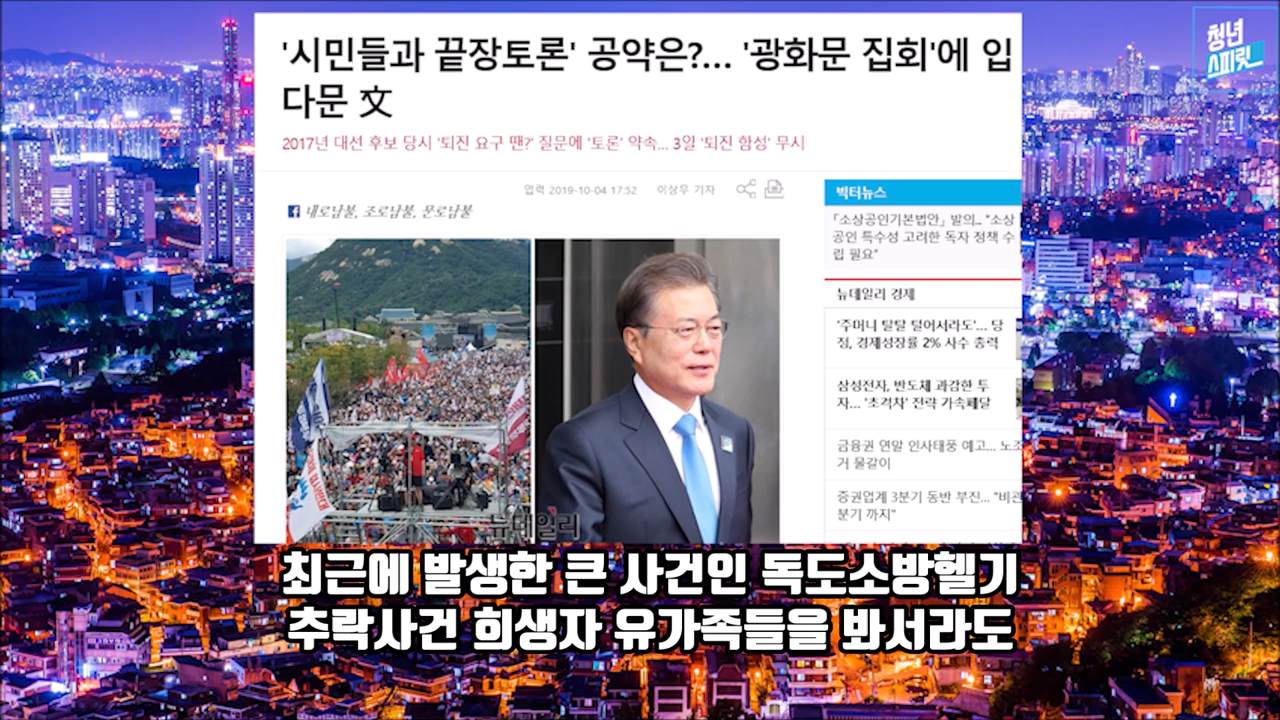 청년
스피릿
'시민들과 끝장토론' 공약은?... '광화문 집회'에 입
다문 文
2017년 대선 후보 당시 '퇴진 요구 땐?' 질문에 '토론' 약속... 3일 '퇴진 함성' 무시
입력 2019-10-04 17:52 이상무 기자
내로남불, 조로남불, 문로남불
빅터뉴스
「소상공인기본법안」 발의.. "소상
공인 특수성 고려한 독자 정책 수
립 필요"
뉴데일리 경제
'주머니 탈탈 털어서라도'... 당
정, 경제성장률 2% 사수 총력
삼성전자, 반도체 과감한 투
자... '초격차' 전략 가속페달
금융권 연말 인사태풍 예고... 노조
거 물갈이
증권업계 3분기 동반 부진... "비관
분기 까지"
뉴데일리
최근에 발생한 큰 사건인 독도소방헬기
추락사건 희생자 유가족들을 봐서라도